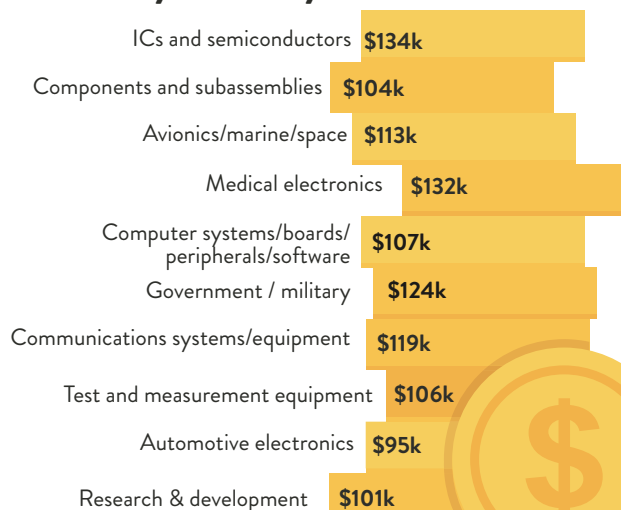 ICs and semiconductors $134k
Components and subassemblies $104k
Avionics/marine/space $113k
Medical electronics $132k
Computer systems/boards/
peripherals/software $107k
Government / military $124k
Communications systems/equipment $119k
Test and measurement equipment $106k
Automotive electronics $95k
Research & development $101k
$